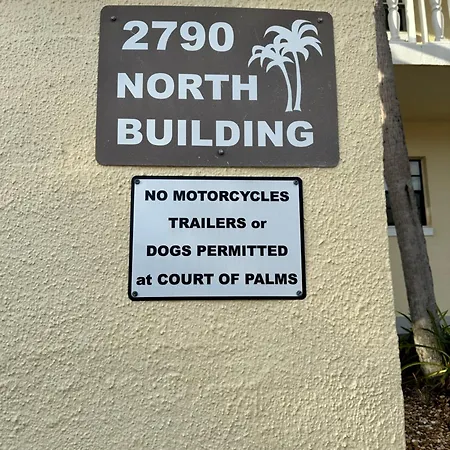 2790
NORTH
BUILDING
NO MOTORCYCLES
TRAILERS or
DOGS PERMITTED
at COURT OF PALMS